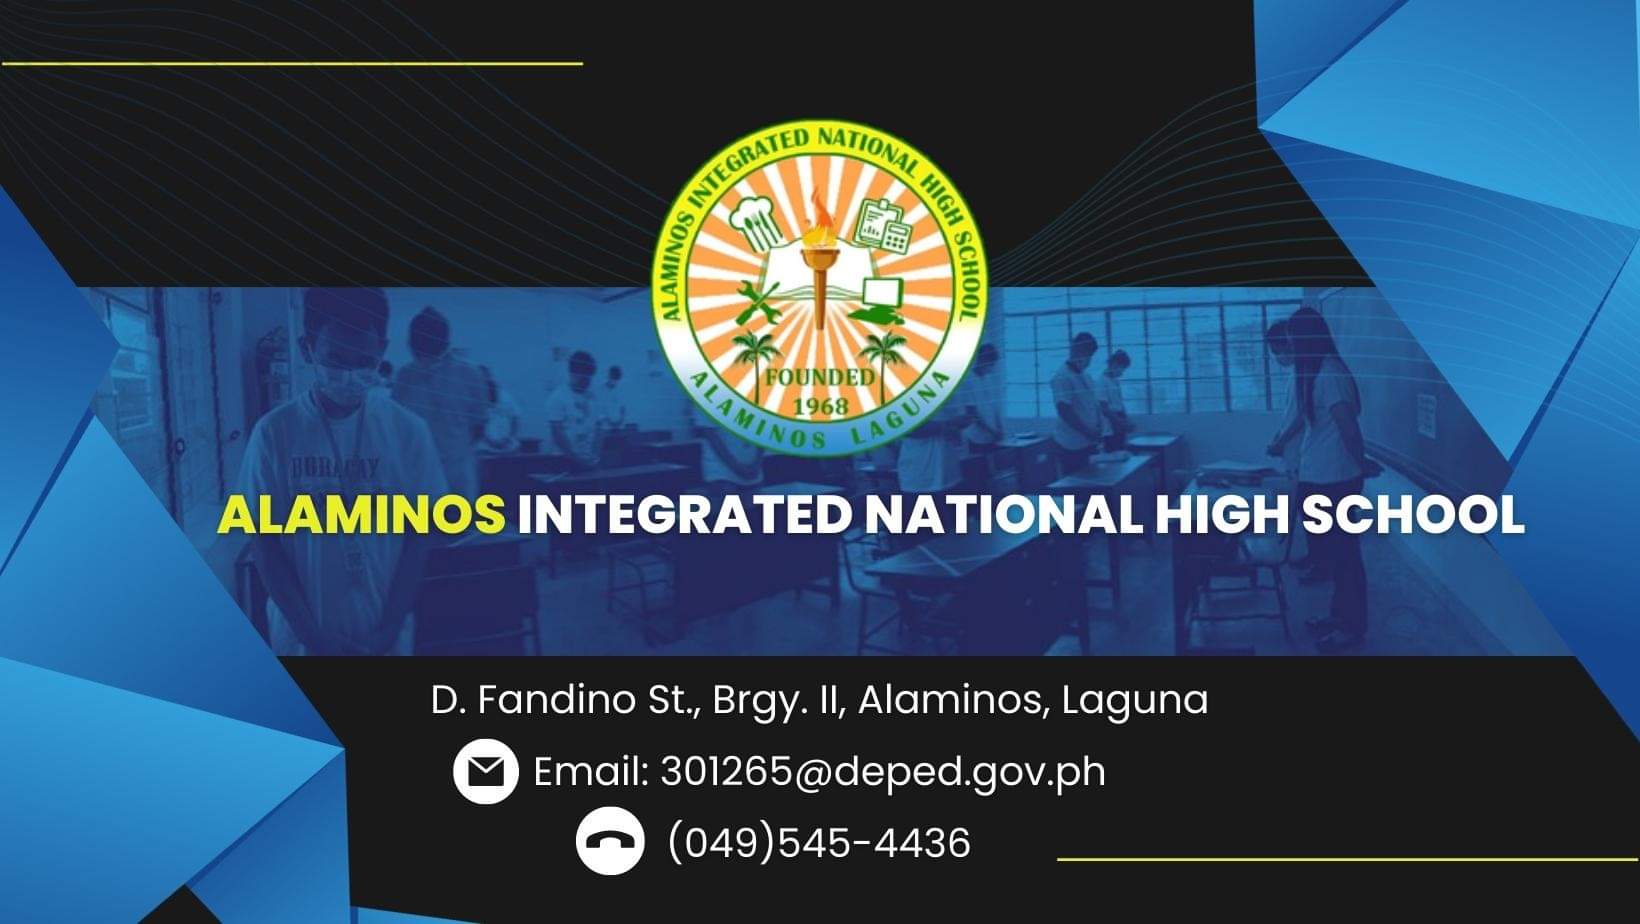 ALAMINOS INTEGRATED NATIONAL HIGH SCHOOL
FOUNDED
1968
ALAMINOS LAGUNA
BORACAY
ALAMINOS INTEGRATED NATIONAL HIGH SCHOOL
D. Fandino St., Brgy. II, Alaminos, Laguna
Email: 301265@deped.gov.ph
(049)545-4436